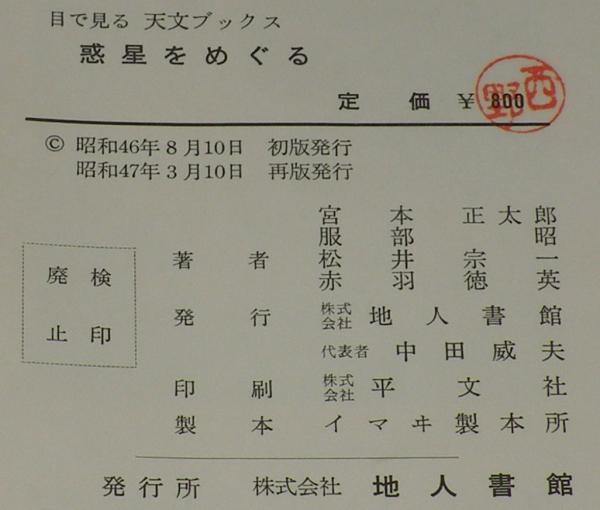 目で見る 天文ブックス
惑星をめぐる
定価 ¥ 800
西野
© 昭和46年8月10日 初版発行
昭和47年3月10日 再版発行
著者 宮本正太郎
服部昭
松井宗一
赤羽徳英
発行 株式会社 地人書館
代表者 中田威夫
印刷 株式会社 平文社
製本 イマヰ製本所
検印
廃止
発行所 株式会社 地人書館